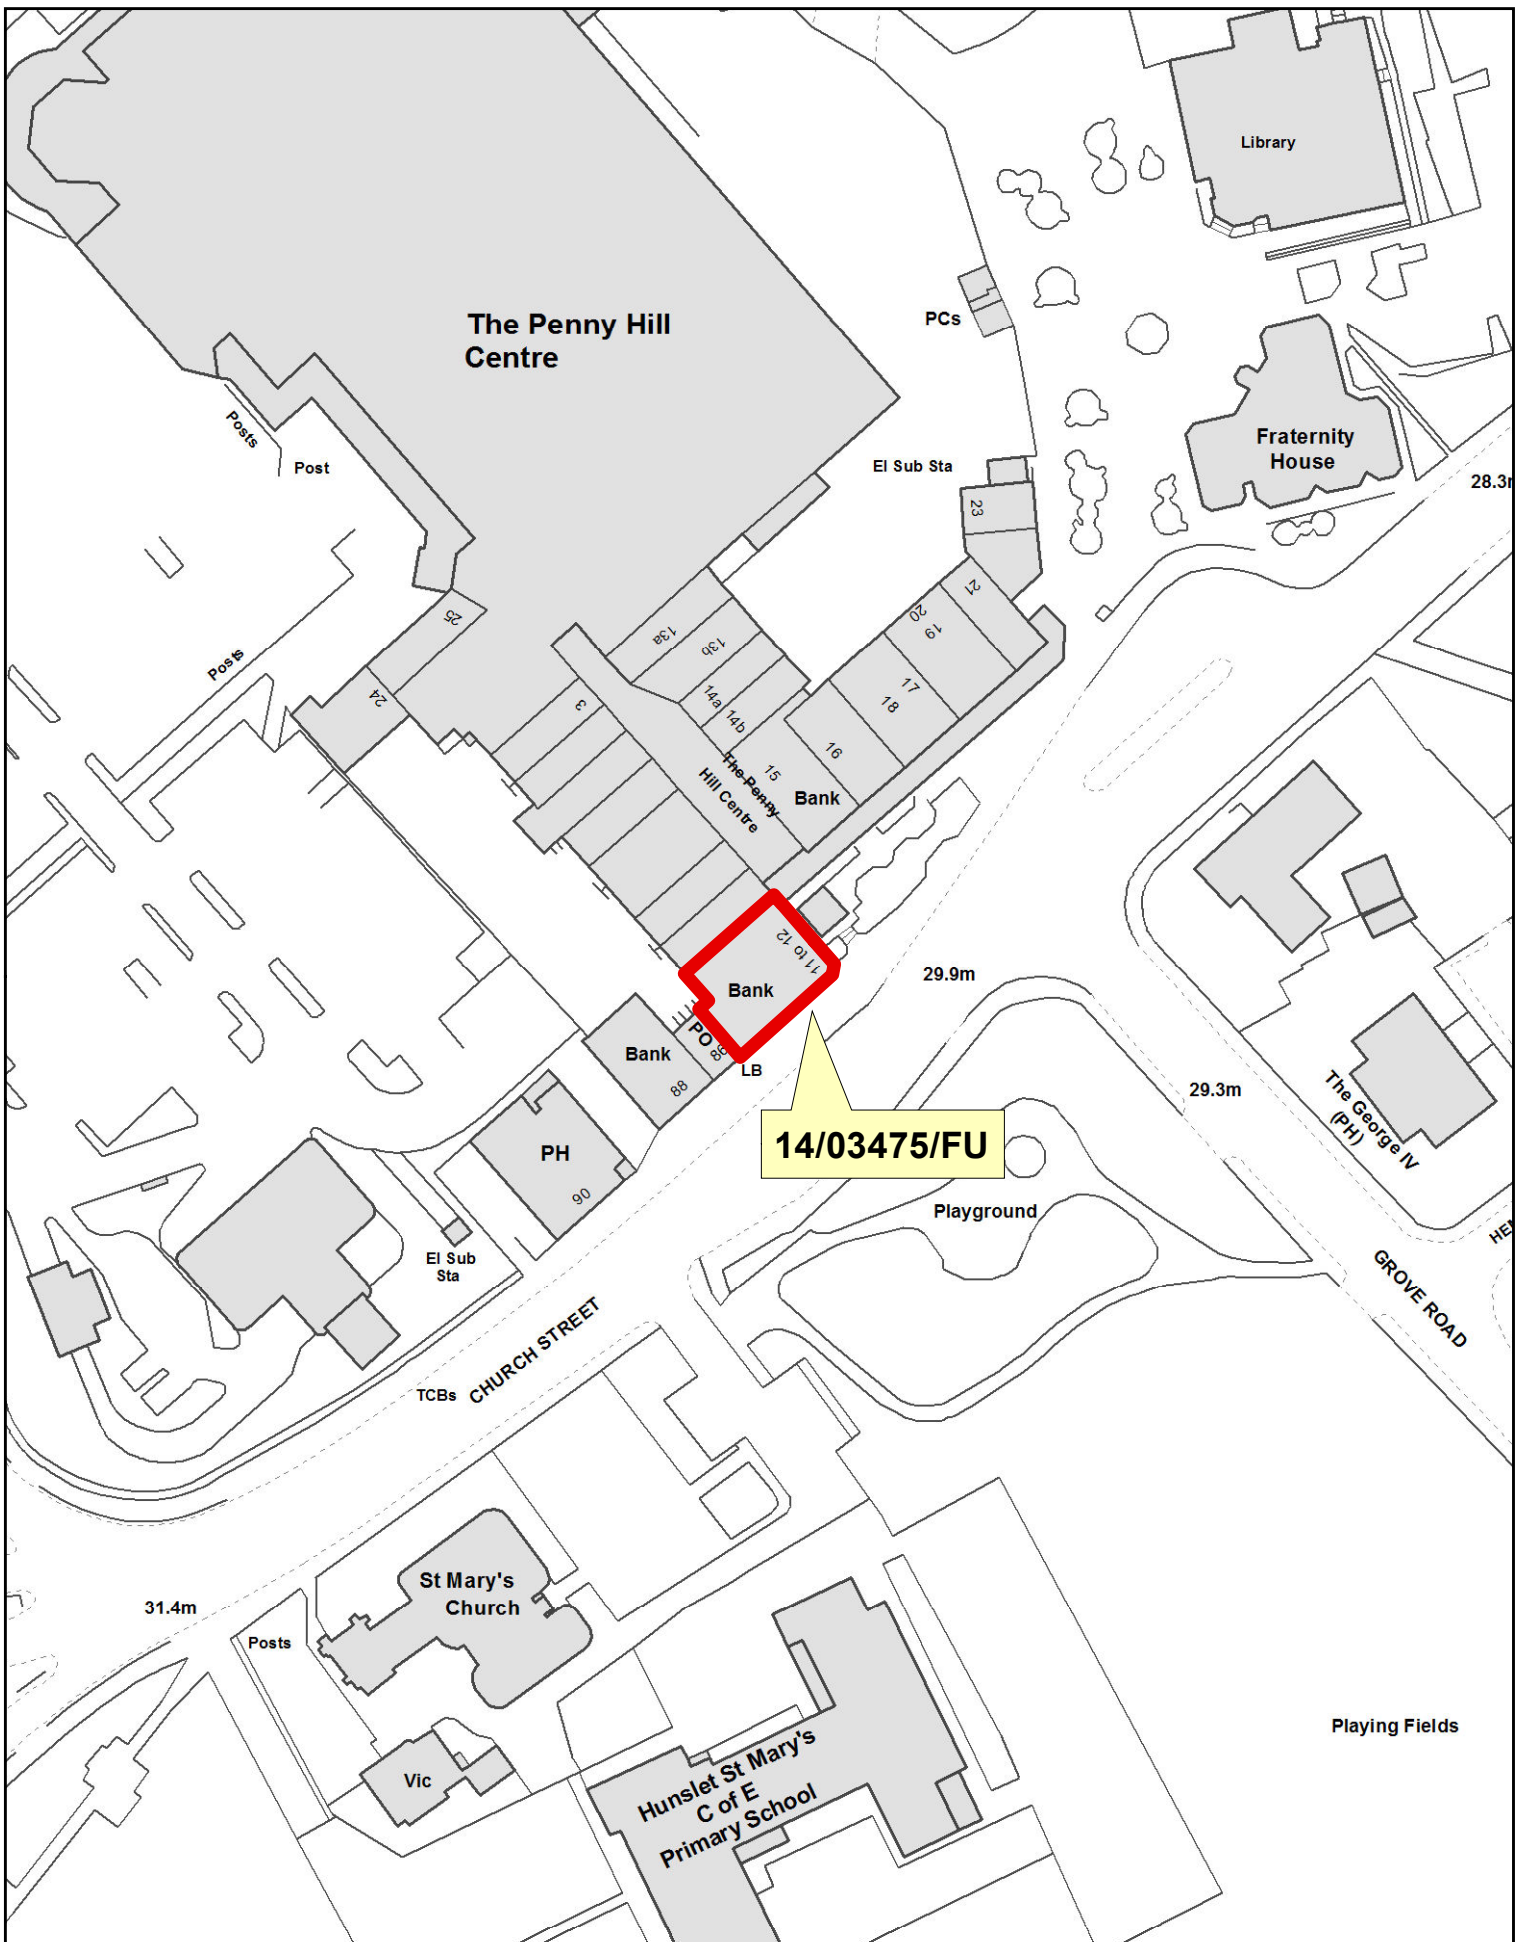 Library
The Penny Hill
Centre
PCs
Posts
Post
El Sub Sta
Fraternity
House
23
21
20
19
17
18
16
15
Bank
13a
13b
14a
14b
The Penny
Hill Centre
25
24
3
Posts
11 to 12
Bank
29.9m
Bank
PO
86
88
LB
14/03475/FU
29.3m
The George IV
(PH)
PH
90
Playground
El Sub
Sta
GROVE ROAD
CHURCH STREET
TCBs
St Mary's
Church
31.4m
Posts
Vic
Hunslet St Mary's
C of E
Primary School
Playing Fields